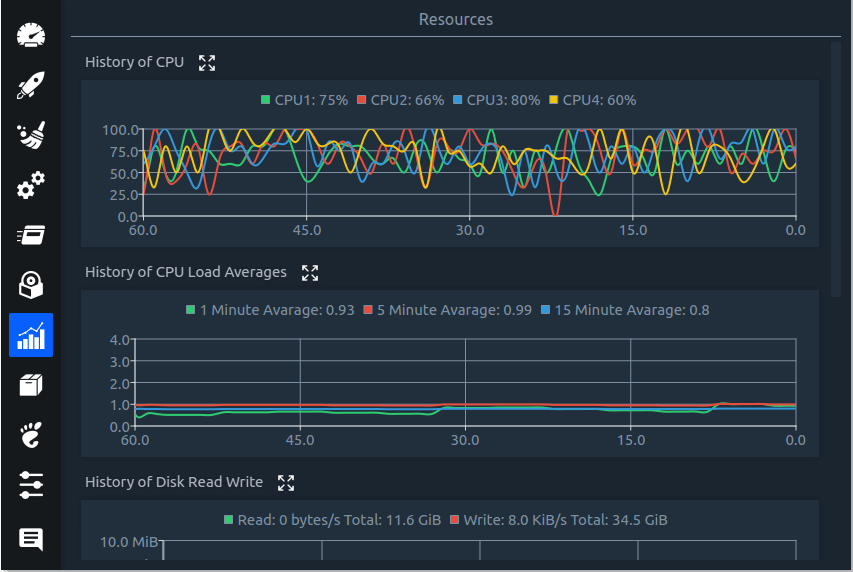 Resources
History of CPU
CPU1: 75% CPU2: 66% CPU3: 80% CPU4: 60%
100.0
75.0
50.0
25.0
0.0
60.0 45.0 30.0 15.0 0.0
History of CPU Load Averages
1 Minute Avarage: 0.93 5 Minute Avarage: 0.99 15 Minute Avarage: 0.8
4.0
3.0
2.0
1.0
0.0
60.0 45.0 30.0 15.0 0.0
History of Disk Read Write
Read: 0 bytes/s Total: 11.6 GiB Write: 8.0 KiB/s Total: 34.5 GiB
10.0 MiB